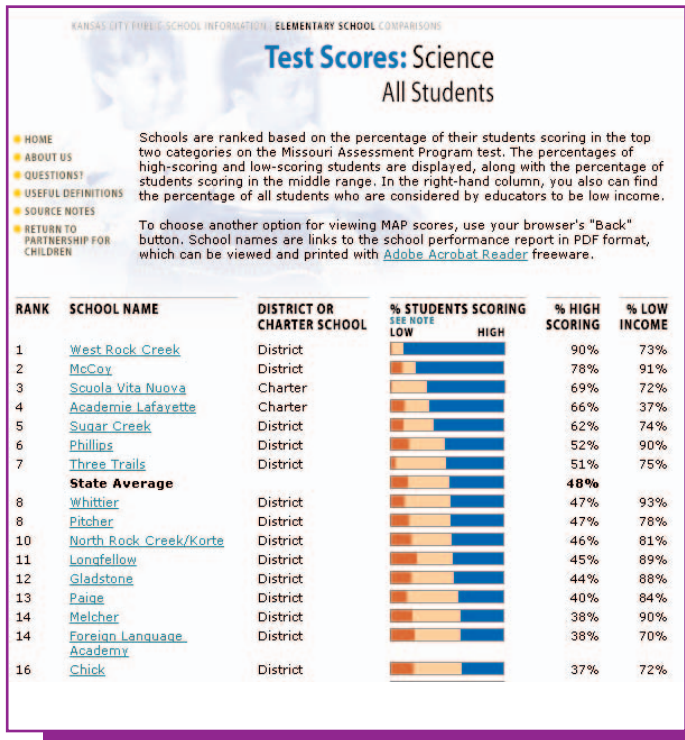 KANSAS CITY PUBLIC SCHOOL INFORMATION | ELEMENTARY SCHOOL COMPARISONS
Test Scores: Science
All Students
HOME
ABOUT US
QUESTIONS?
USEFUL DEFINITIONS
SOURCE NOTES
RETURN TO
PARTNERSHIP FOR
CHILDREN
Schools are ranked based on the percentage of their students scoring in the top
two categories on the Missouri Assessment Program test. The percentages of
high-scoring and low-scoring students are displayed, along with the percentage of
students scoring in the middle range. In the right-hand column, you also can find
the percentage of all students who are considered by educators to be low income.
To choose another option for viewing MAP scores, use your browser's "Back"
button. School names are links to the school performance report in PDF format,
which can be viewed and printed with Adobe Acrobat Reader freeware.
RANK SCHOOL NAME DISTRICT OR CHARTER SCHOOL % STUDENTS SCORING SEE NOTE LOW HIGH % HIGH SCORING % LOW INCOME
1 West Rock Creek District 90% 73%
2 McCoy District 78% 91%
3 Scuola Vita Nuova Charter 69% 72%
4 Academie Lafayette Charter 66% 37%
5 Sugar Creek District 62% 74%
6 Phillips District 52% 90%
7 Three Trails District 51% 75%
State Average 48%
8 Whittier District 47% 93%
8 Pitcher District 47% 78%
10 North Rock Creek/Korte District 46% 81%
11 Longfellow District 45% 89%
12 Gladstone District 44% 88%
13 Paige District 40% 84%
14 Melcher District 38% 90%
14 Foreign Language Academy District 38% 70%
16 Chick District 37% 72%